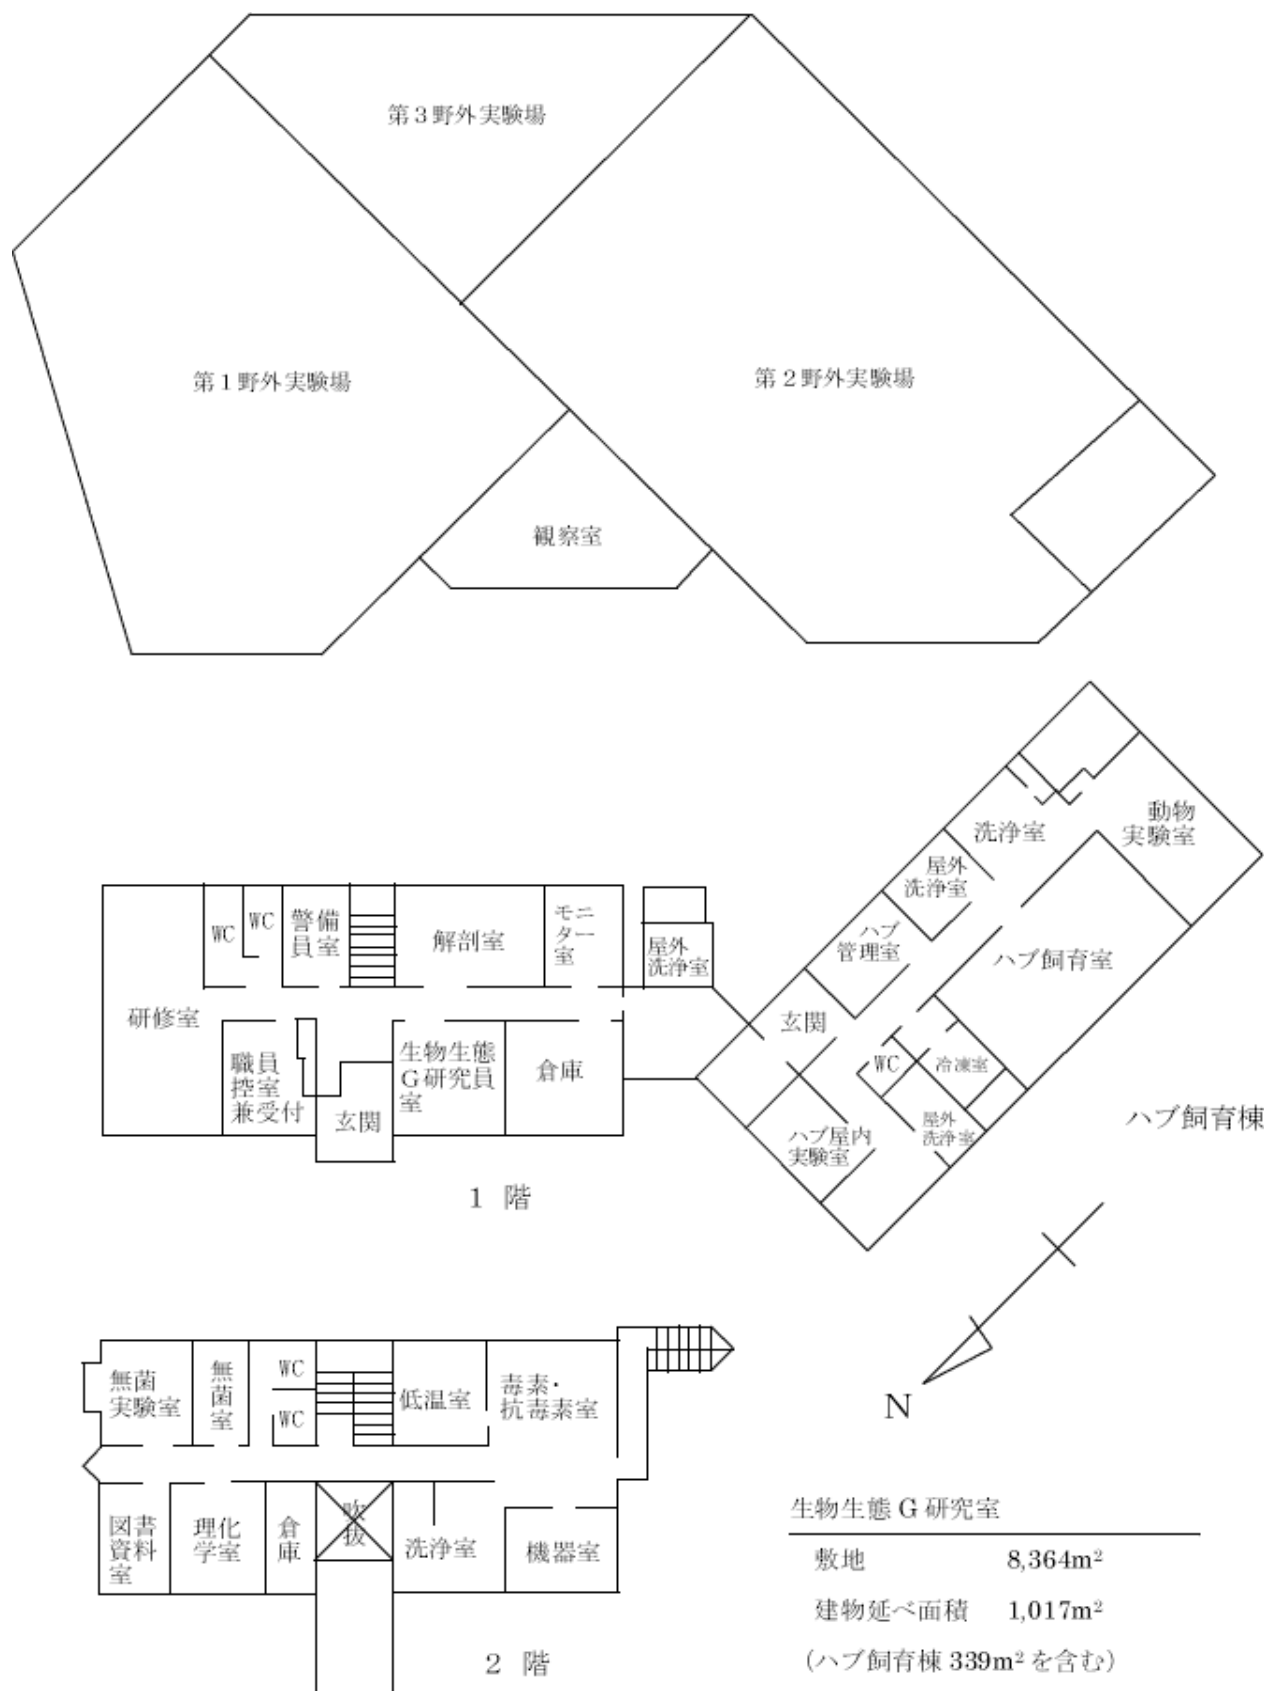 第３野外実験場
第１野外実験場
第２野外実験場
観察室
動物
実験室
洗浄室
屋外
洗浄室
ハブ
管理室
ハブ飼育室
玄関
WC
冷凍室
屋外
洗浄室
ハブ屋内
実験室
ハブ飼育棟
WC
WC
警備
員室
解剖室
モニ
ター
室
屋外
洗浄室
研修室
職員
控室
兼受付
玄関
生物生態
Ｇ研究員
室
倉庫
１ 階
N
無菌
実験室
無
菌
室
WC
WC
低温室
毒素・
抗毒素室
図書
資料
室
理化
学室
倉
庫
吹
抜
洗浄室
機器室
２ 階
生物生態 G 研究室
敷地 8,364m²
建物延べ面積 1,017m²
（ハブ飼育棟 339m² を含む）